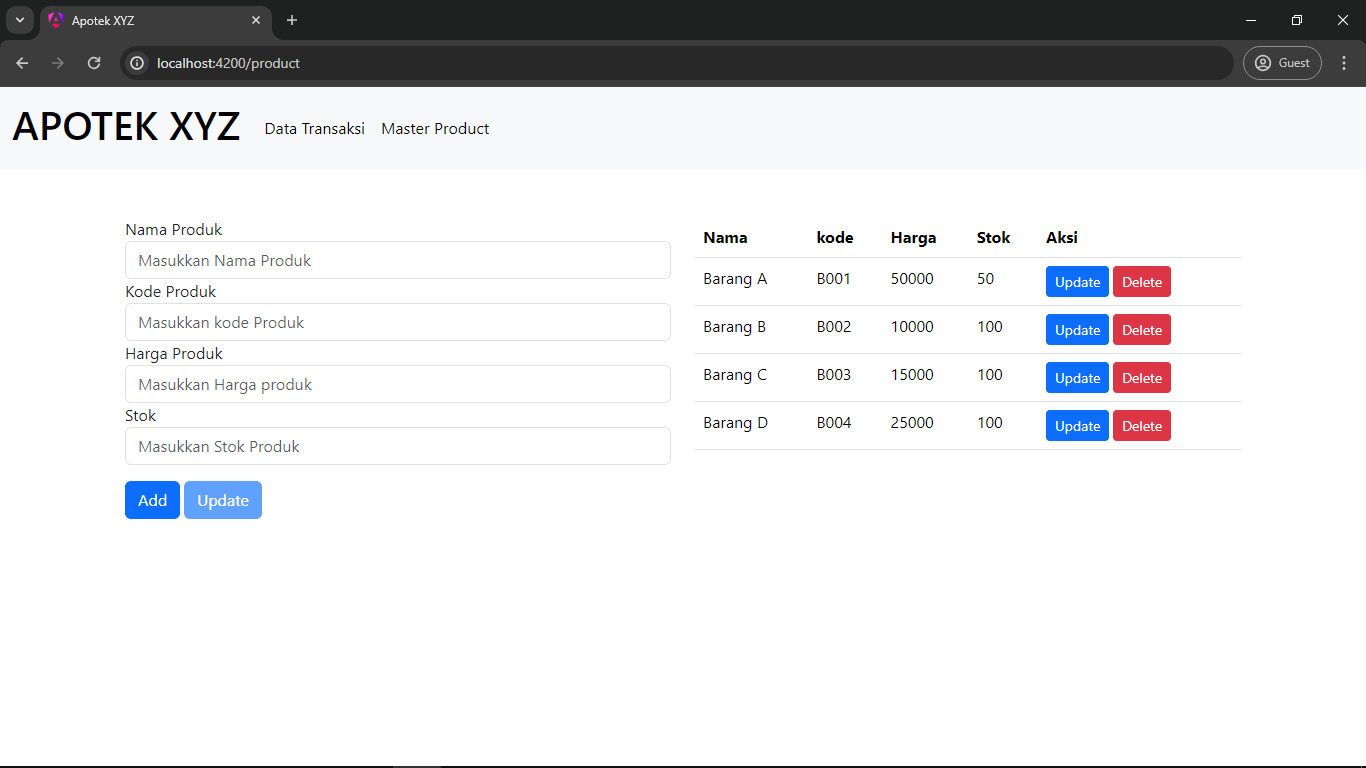 Apotek XYZ
localhost:4200/product
Guest
APOTEK XYZ Data Transaksi Master Product
Nama Produk
Masukkan Nama Produk
Kode Produk
Masukkan kode Produk
Harga Produk
Masukkan Harga produk
Stok
Masukkan Stok Produk
Add Update
Nama kode Harga Stok Aksi
Barang A B001 50000 50 Update Delete
Barang B B002 10000 100 Update Delete
Barang C B003 15000 100 Update Delete
Barang D B004 25000 100 Update Delete